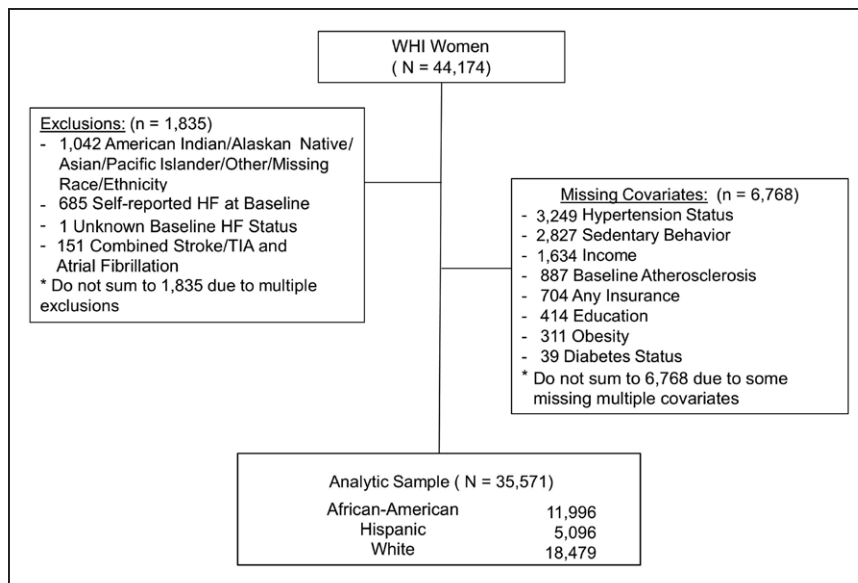 WHI Women
( N = 44,174)
Exclusions: (n = 1,835)
- 1,042 American Indian/Alaskan Native/
Asian/Pacific Islander/Other/Missing
Race/Ethnicity
- 685 Self-reported HF at Baseline
- 1 Unknown Baseline HF Status
- 151 Combined Stroke/TIA and
Atrial Fibrillation
* Do not sum to 1,835 due to multiple
exclusions
Missing Covariates: (n = 6,768)
- 3,249 Hypertension Status
- 2,827 Sedentary Behavior
- 1,634 Income
- 887 Baseline Atherosclerosis
- 704 Any Insurance
- 414 Education
- 311 Obesity
- 39 Diabetes Status
* Do not sum to 6,768 due to some
missing multiple covariates
Analytic Sample ( N = 35,571)
African-American 11,996
Hispanic 5,096
White 18,479